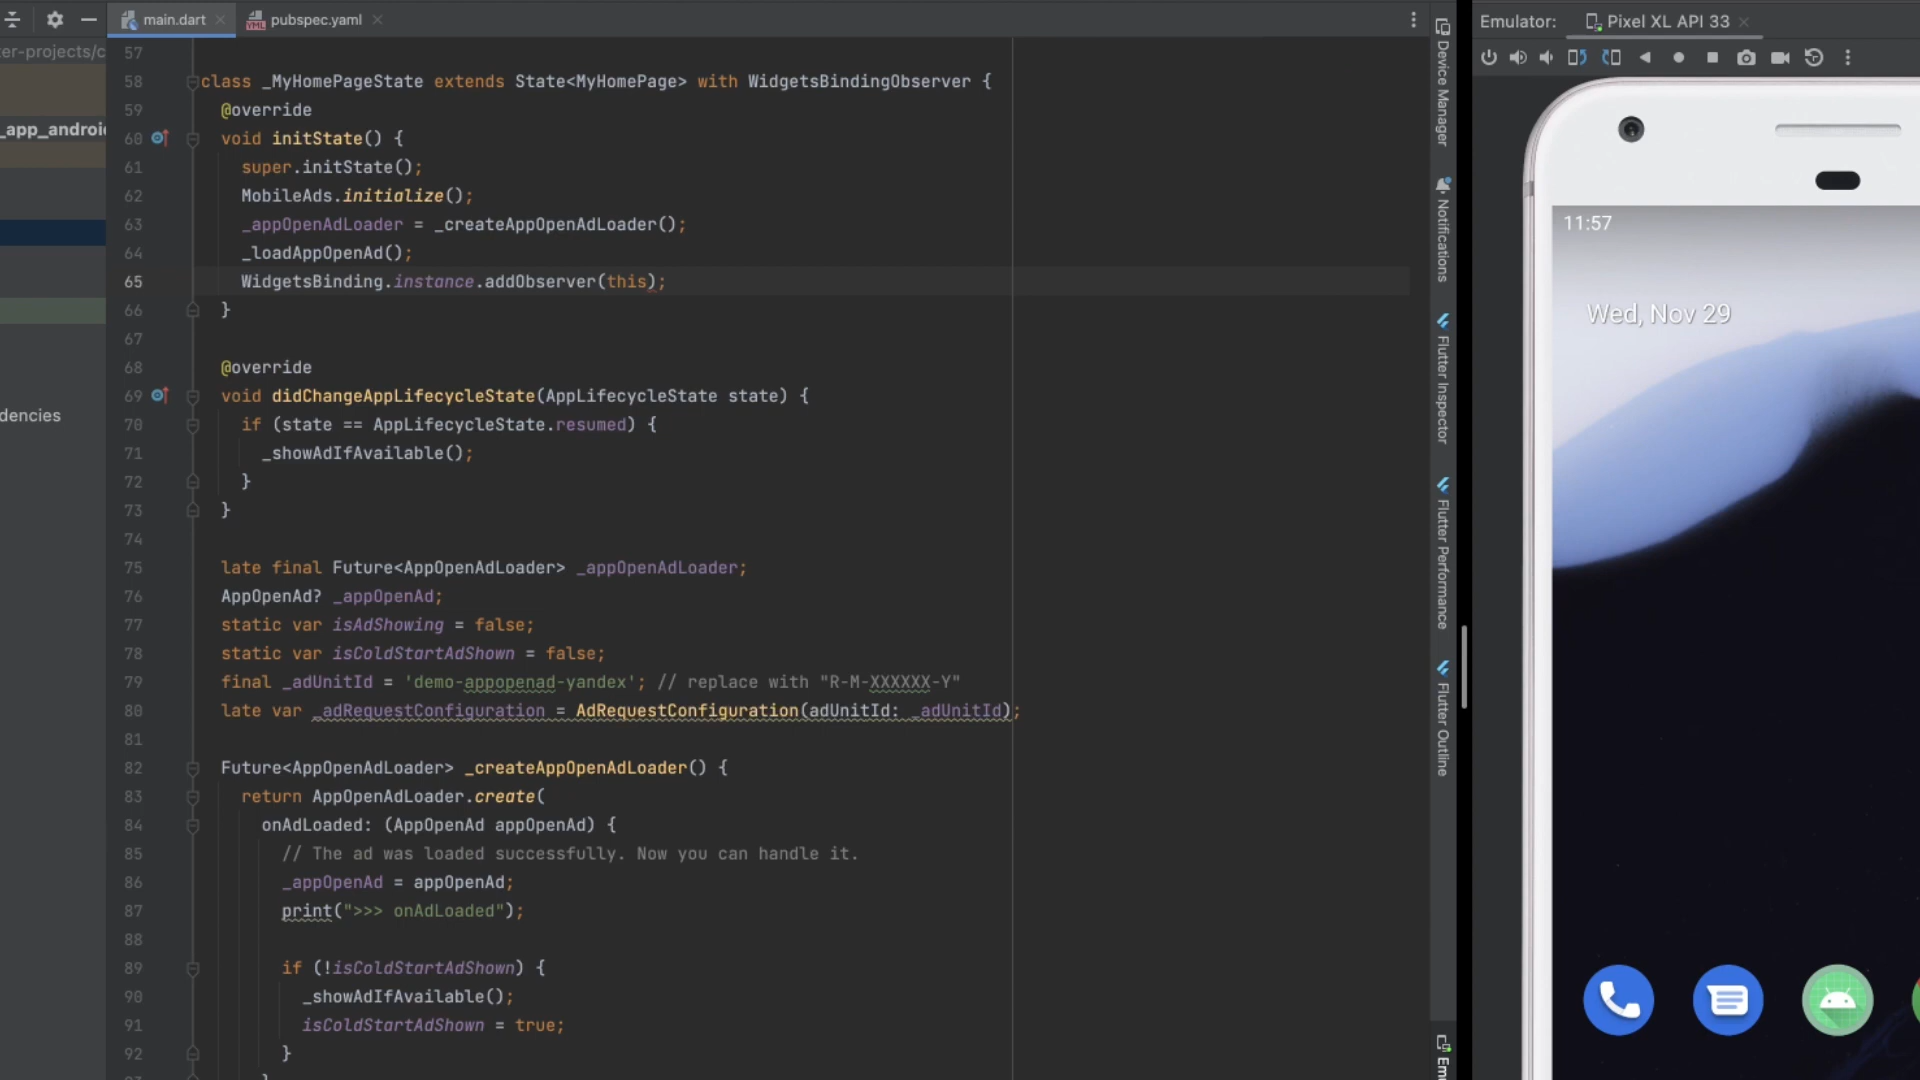 main.dart
pubspec.yaml
Emulator:
Pixel XL API 33
er-projects/c
_app_androi
dencies
57
58 class _MyHomePageState extends State<MyHomePage> with WidgetsBindingObserver {
59 @override
60 void initState() {
61 super.initState();
62 MobileAds.initialize();
63 _appOpenAdLoader = _createAppOpenAdLoader();
64 _loadAppOpenAd();
65 WidgetsBinding.instance.addObserver(this);
66 }
67
68 @override
69 void didChangeAppLifecycleState(AppLifecycleState state) {
70 if (state == AppLifecycleState.resumed) {
71 _showAdIfAvailable();
72 }
73 }
74
75 late final Future<AppOpenAdLoader> _appOpenAdLoader;
76 AppOpenAd? _appOpenAd;
77 static var isAdShowing = false;
78 static var isColdStartAdShown = false;
79 final _adUnitId = 'demo-appopenad-yandex'; // replace with "R-M-XXXXXX-Y"
80 late var _adRequestConfiguration = AdRequestConfiguration(adUnitId: _adUnitId);
81
82 Future<AppOpenAdLoader> _createAppOpenAdLoader() {
83 return AppOpenAdLoader.create(
84 onAdLoaded: (AppOpenAd appOpenAd) {
85 // The ad was loaded successfully. Now you can handle it.
86 _appOpenAd = appOpenAd;
87 print(">>> onAdLoaded");
88
89 if (!isColdStartAdShown) {
90 _showAdIfAvailable();
91 isColdStartAdShown = true;
92 }
Device Manager
Notifications
Flutter Inspector
Flutter Performance
Flutter Outline
Em
11:57
Wed, Nov 29